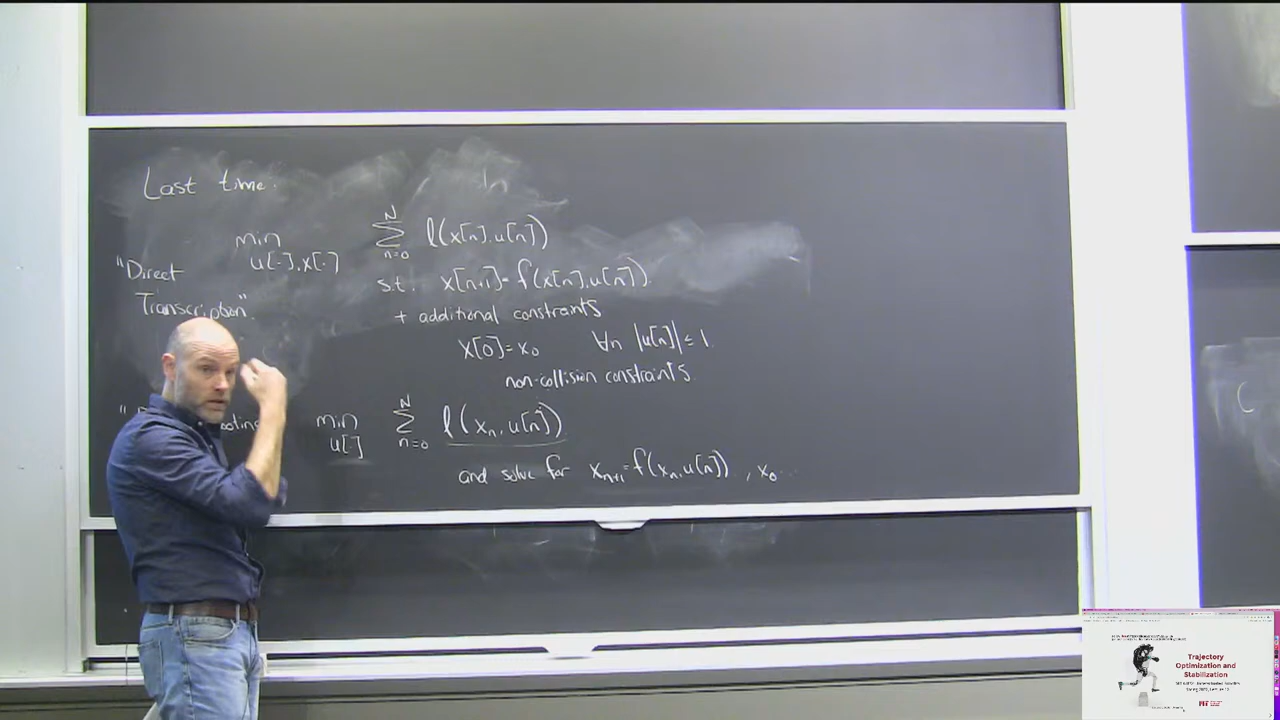 Last time.
min u[·],x[·] ∑ n=0 N l(x[n],u[n])
"Direct Transcription"
s.t. x[n+1]=f(x[n],u[n]).
+ additional constraints
x[0]=x₀ ∀n |u[n]|≤1.
non-collision constraints.
min u[·] ∑ n=0 N l(xₙ,u[n])
and solve for xₙ₊₁=f(xₙ,u[n]), x₀
C
Trajectory
Optimization and
Stabilization
MIT